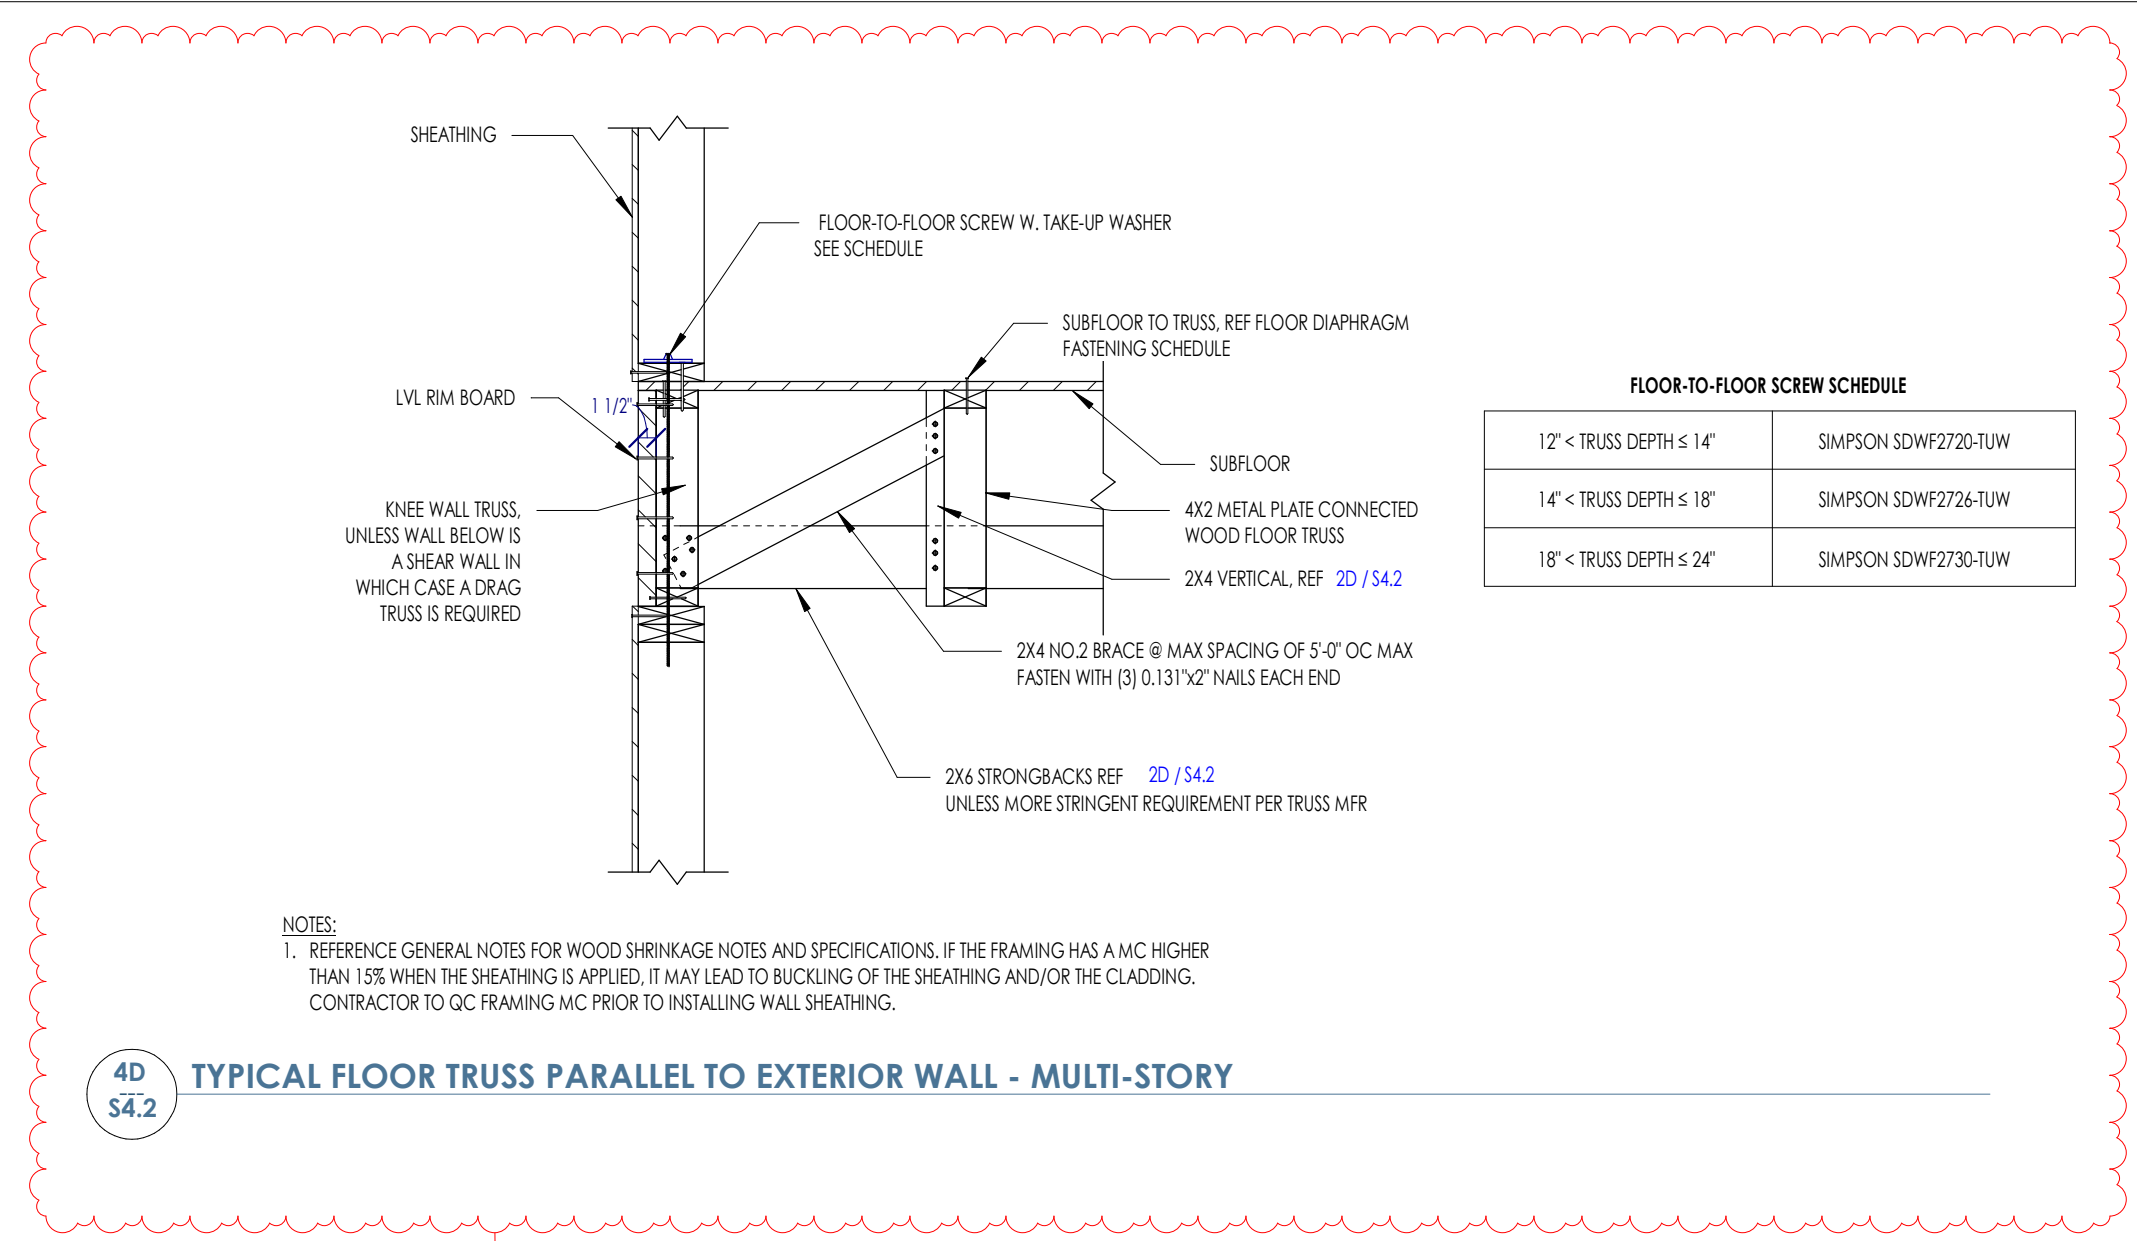 SHEATHING
FLOOR-TO-FLOOR SCREW W. TAKE-UP WASHER
SEE SCHEDULE
SUBFLOOR TO TRUSS, REF FLOOR DIAPHRAGM
FASTENING SCHEDULE
LVL RIM BOARD
1 1/2"
SUBFLOOR
KNEE WALL TRUSS,
UNLESS WALL BELOW IS
A SHEAR WALL IN
WHICH CASE A DRAG
TRUSS IS REQUIRED
4X2 METAL PLATE CONNECTED
WOOD FLOOR TRUSS
2X4 VERTICAL, REF 2D / S4.2
2X4 NO.2 BRACE @ MAX SPACING OF 5'-0" OC MAX
FASTEN WITH (3) 0.131"x2" NAILS EACH END
2X6 STRONGBACKS REF 2D / S4.2
UNLESS MORE STRINGENT REQUIREMENT PER TRUSS MFR
FLOOR-TO-FLOOR SCREW SCHEDULE
12" < TRUSS DEPTH ≤ 14" SIMPSON SDWF2720-TUW
14" < TRUSS DEPTH ≤ 18" SIMPSON SDWF2726-TUW
18" < TRUSS DEPTH ≤ 24" SIMPSON SDWF2730-TUW
NOTES:
1. REFERENCE GENERAL NOTES FOR WOOD SHRINKAGE NOTES AND SPECIFICATIONS. IF THE FRAMING HAS A MC HIGHER
THAN 15% WHEN THE SHEATHING IS APPLIED, IT MAY LEAD TO BUCKLING OF THE SHEATHING AND/OR THE CLADDING.
CONTRACTOR TO QC FRAMING MC PRIOR TO INSTALLING WALL SHEATHING.
4D
---
S4.2
TYPICAL FLOOR TRUSS PARALLEL TO EXTERIOR WALL - MULTI-STORY